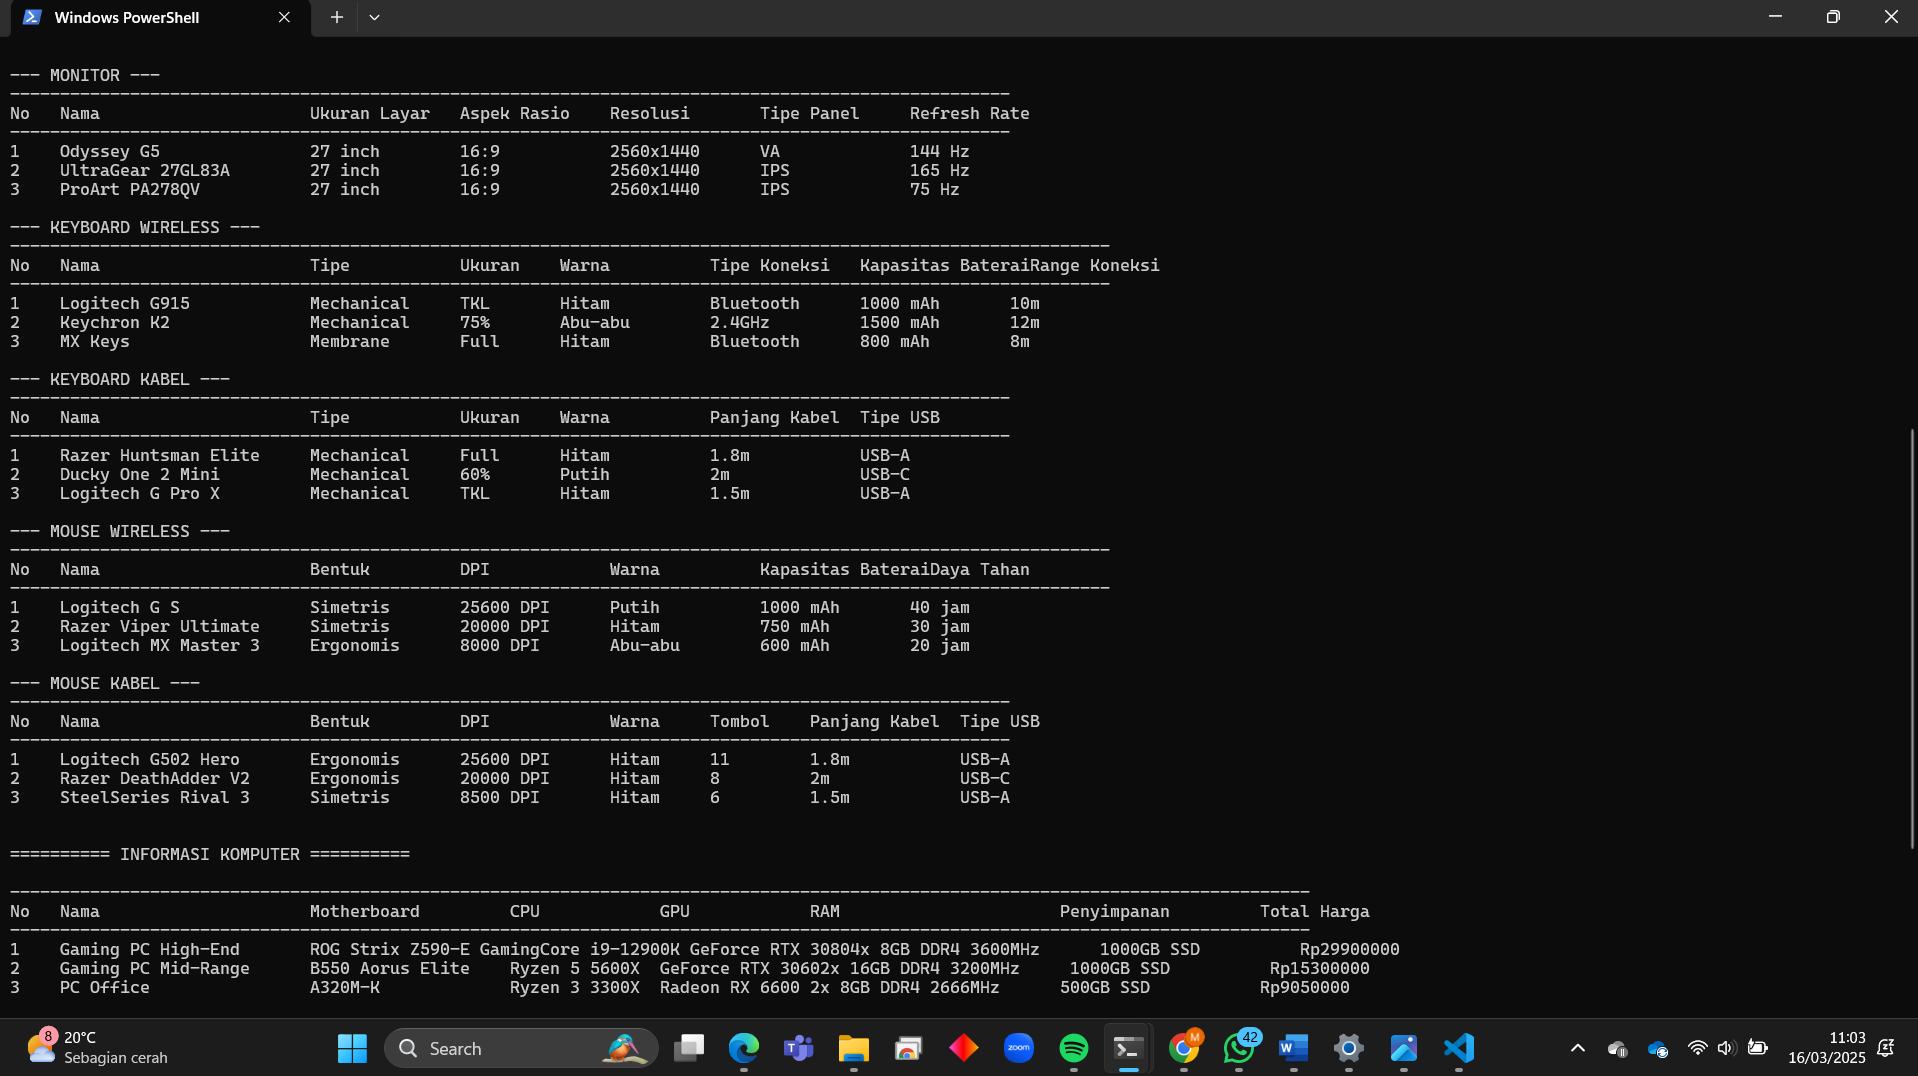 Windows PowerShell
--- MONITOR ---
----------------------------------------------------------------------------------------------------
No   Nama                     Ukuran Layar   Aspek Rasio    Resolusi       Tipe Panel     Refresh Rate
----------------------------------------------------------------------------------------------------
1    Odyssey G5               27 inch        16:9           2560x1440      VA             144 Hz
2    UltraGear 27GL83A        27 inch        16:9           2560x1440      IPS            165 Hz
3    ProArt PA278QV           27 inch        16:9           2560x1440      IPS            75 Hz
--- KEYBOARD WIRELESS ---
--------------------------------------------------------------------------------------------------------------
No   Nama                     Tipe           Ukuran    Warna          Tipe Koneksi   Kapasitas BateraiRange Koneksi
--------------------------------------------------------------------------------------------------------------
1    Logitech G915            Mechanical     TKL       Hitam          Bluetooth      1000 mAh       10m
2    Keychron K2              Mechanical     75%       Abu-abu        2.4GHz         1500 mAh       12m
3    MX Keys                  Membrane       Full      Hitam          Bluetooth      800 mAh        8m
--- KEYBOARD KABEL ---
----------------------------------------------------------------------------------------------------
No   Nama                     Tipe           Ukuran    Warna          Panjang Kabel  Tipe USB
----------------------------------------------------------------------------------------------------
1    Razer Huntsman Elite     Mechanical     Full      Hitam          1.8m           USB-A
2    Ducky One 2 Mini         Mechanical     60%       Putih          2m             USB-C
3    Logitech G Pro X         Mechanical     TKL       Hitam          1.5m           USB-A
--- MOUSE WIRELESS ---
--------------------------------------------------------------------------------------------------------------
No   Nama                     Bentuk         DPI            Warna          Kapasitas BateraiDaya Tahan
--------------------------------------------------------------------------------------------------------------
1    Logitech G S             Simetris       25600 DPI      Putih          1000 mAh       40 jam
2    Razer Viper Ultimate     Simetris       20000 DPI      Hitam          750 mAh        30 jam
3    Logitech MX Master 3     Ergonomis      8000 DPI       Abu-abu        600 mAh        20 jam
--- MOUSE KABEL ---
----------------------------------------------------------------------------------------------------
No   Nama                     Bentuk         DPI            Warna     Tombol    Panjang Kabel  Tipe USB
----------------------------------------------------------------------------------------------------
1    Logitech G502 Hero       Ergonomis      25600 DPI      Hitam     11        1.8m           USB-A
2    Razer DeathAdder V2      Ergonomis      20000 DPI      Hitam     8         2m             USB-C
3    SteelSeries Rival 3      Simetris       8500 DPI       Hitam     6         1.5m           USB-A
========== INFORMASI KOMPUTER ==========
----------------------------------------------------------------------------------------------------------------------------------
No   Nama                     Motherboard         CPU            GPU            RAM                      Penyimpanan         Total Harga
----------------------------------------------------------------------------------------------------------------------------------
1    Gaming PC High-End       ROG Strix Z590-E GamingCore i9-12900K GeForce RTX 30804x 8GB DDR4 3600MHz      1000GB SSD          Rp29900000
2    Gaming PC Mid-Range      B550 Aorus Elite    Ryzen 5 5600X  GeForce RTX 30602x 16GB DDR4 3200MHz     1000GB SSD          Rp15300000
3    PC Office                A320M-K             Ryzen 3 3300X  Radeon RX 6600 2x 8GB DDR4 2666MHz      500GB SSD           Rp9050000
8
20°C
Sebagian cerah
Search
zoom
M
42
11:03
16/03/2025